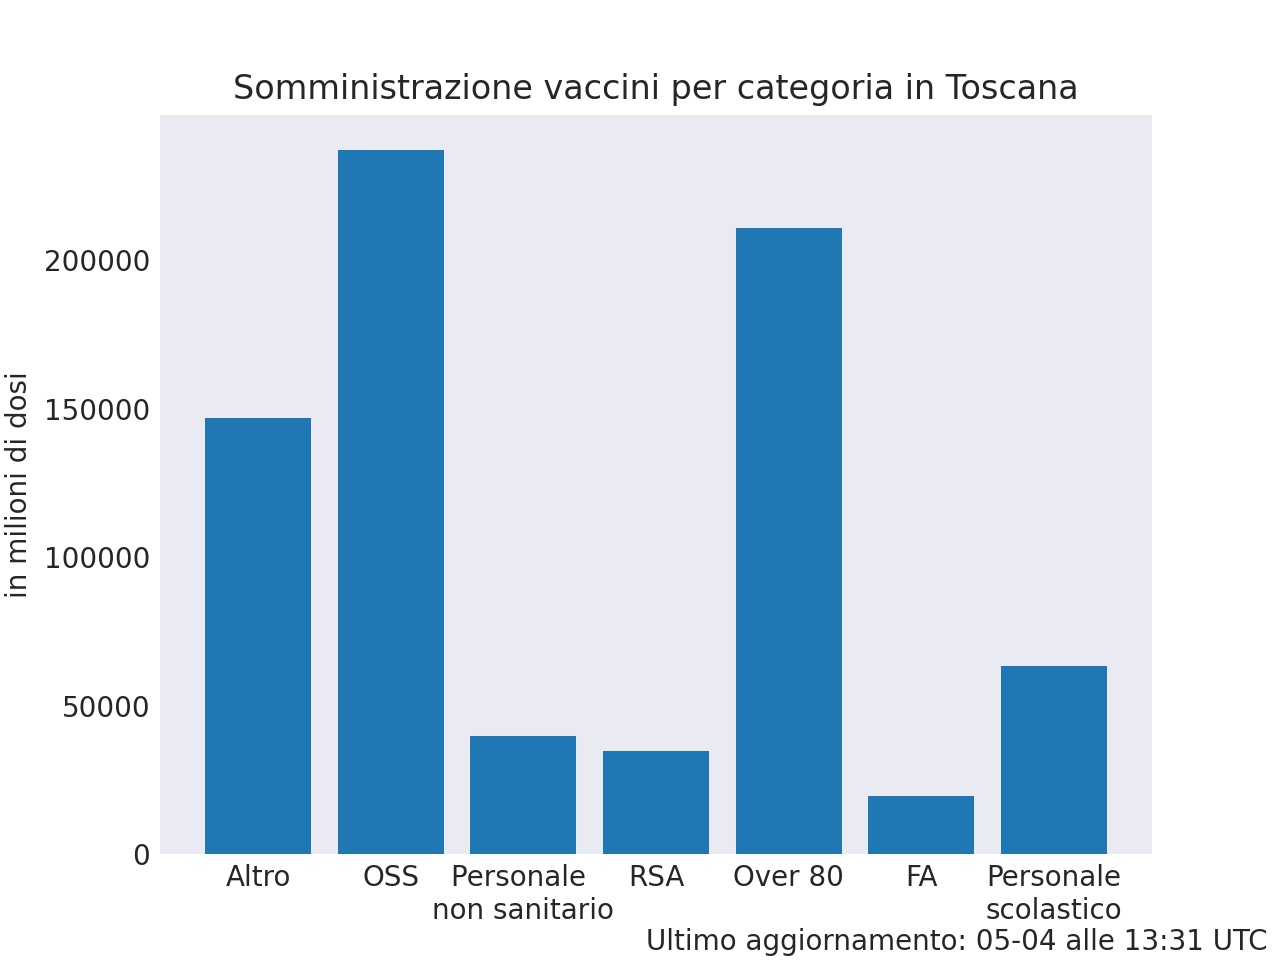 Somministrazione vaccini per categoria in Toscana
in milioni di dosi
200000
150000
100000
50000
0
Altro
OSS
Personale
non sanitario
RSA
Over 80
FA
Personale
scolastico
Ultimo aggiornamento: 05-04 alle 13:31 UTC